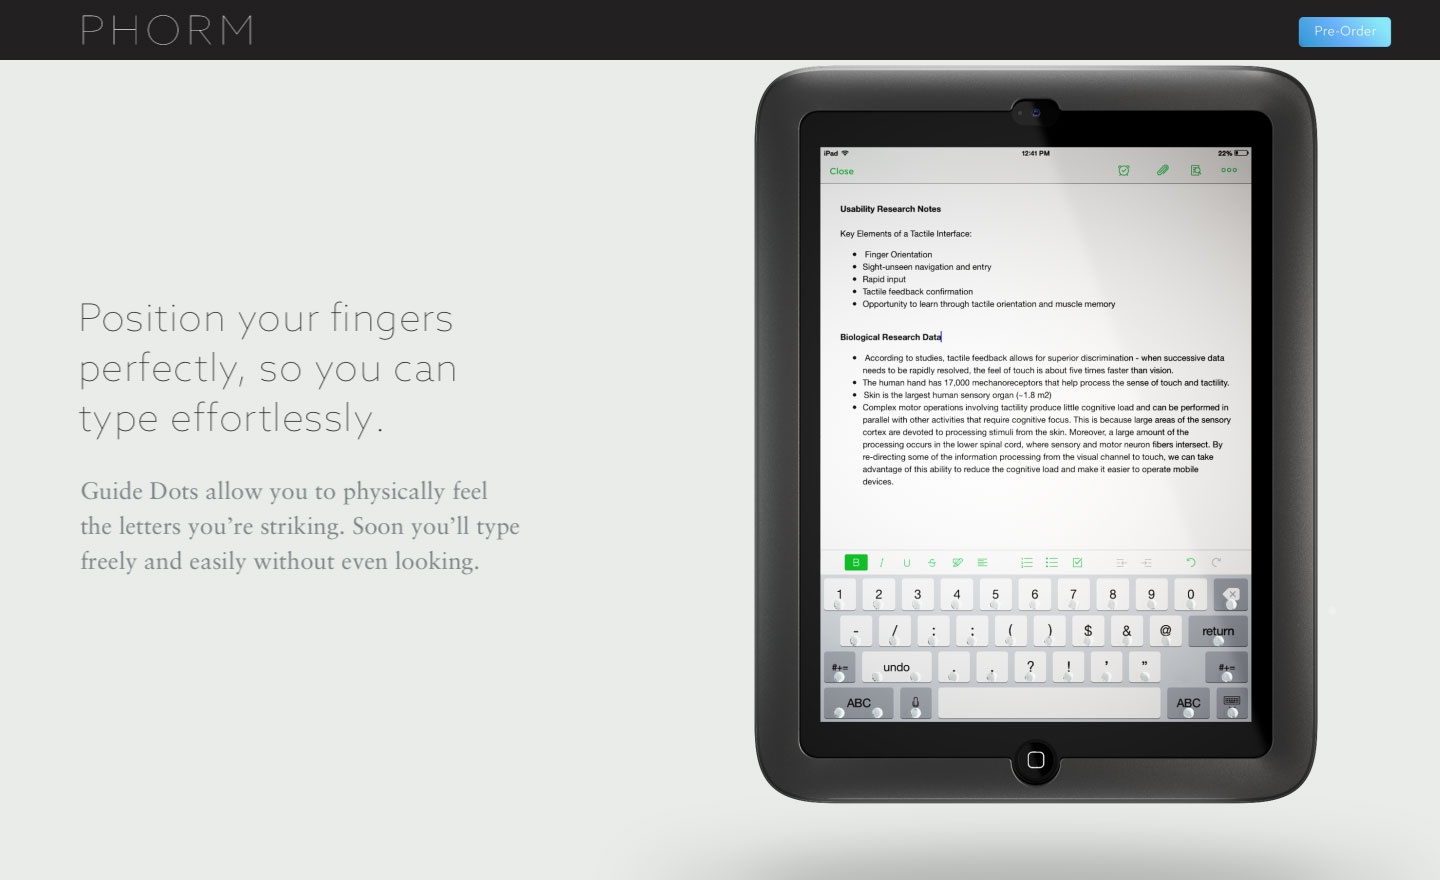 PHORM
Pre-Order
Position your fingers
perfectly, so you can
type effortlessly.
Guide Dots allow you to physically feel
the letters you're striking. Soon you'll type
freely and easily without even looking.
iPad 12:41 PM 22%
Close
Usability Research Notes
Key Elements of a Tactile Interface:
• Finger Orientation
• Sight-unseen navigation and entry
• Rapid input
• Tactile feedback confirmation
• Opportunity to learn through tactile orientation and muscle memory
Biological Research Data
• According to studies, tactile feedback allows for superior discrimination - when successive data
needs to be rapidly resolved, the feel of touch is about five times faster than vision.
• The human hand has 17,000 mechanoreceptors that help process the sense of touch and tactility.
• Skin is the largest human sensory organ (~1.8 m2)
• Complex motor operations involving tactility produce little cognitive load and can be performed in
parallel with other activities that require cognitive focus. This is because large areas of the sensory
cortex are devoted to processing stimuli from the skin. Moreover, a large amount of the
processing occurs in the lower spinal cord, where sensory and motor neuron fibers intersect. By
re-directing some of the information processing from the visual channel to touch, we can take
advantage of this ability to reduce the cognitive load and make it easier to operate mobile
devices.
B I U S
1 2 3 4 5 6 7 8 9 0
- / : : ( ) $ & @ return
#+= undo . . ? ! ' " #+=
ABC ABC